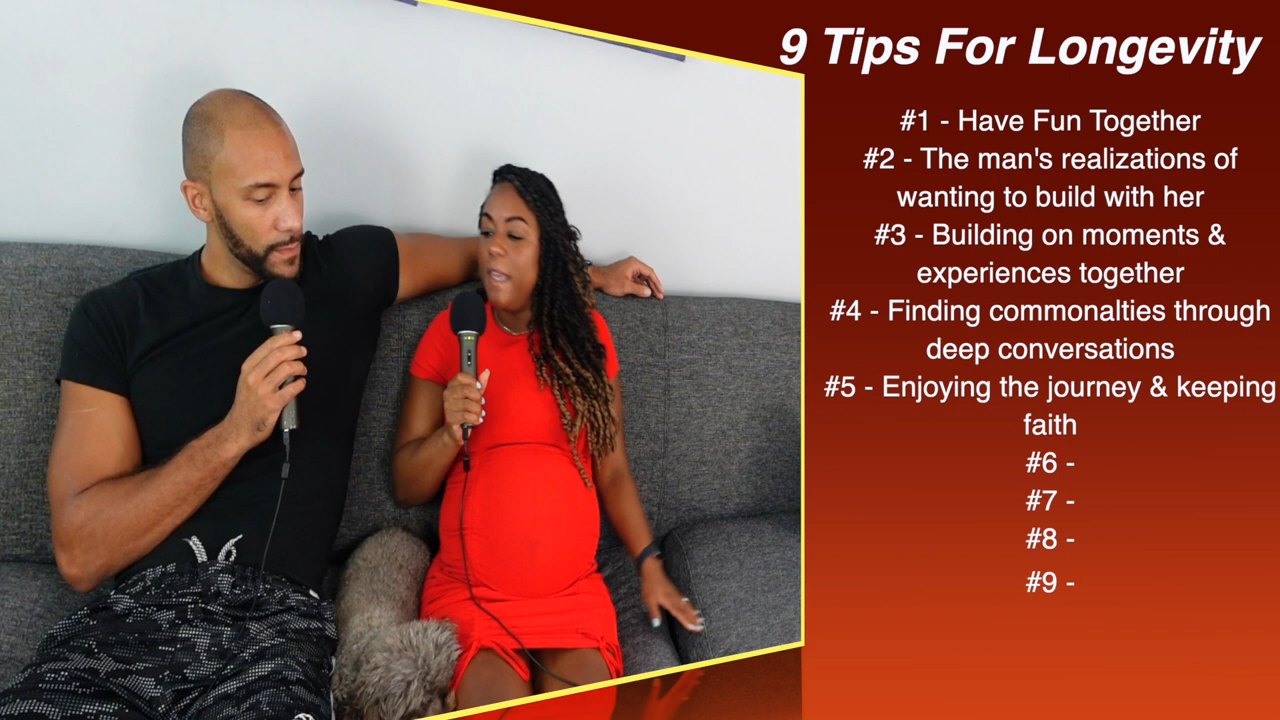 9 Tips For Longevity
#1 - Have Fun Together
#2 - The man's realizations of
wanting to build with her
#3 - Building on moments &
experiences together
#4 - Finding commonalties through
deep conversations
#5 - Enjoying the journey & keeping
faith
#6 -
#7 -
#8 -
#9 -